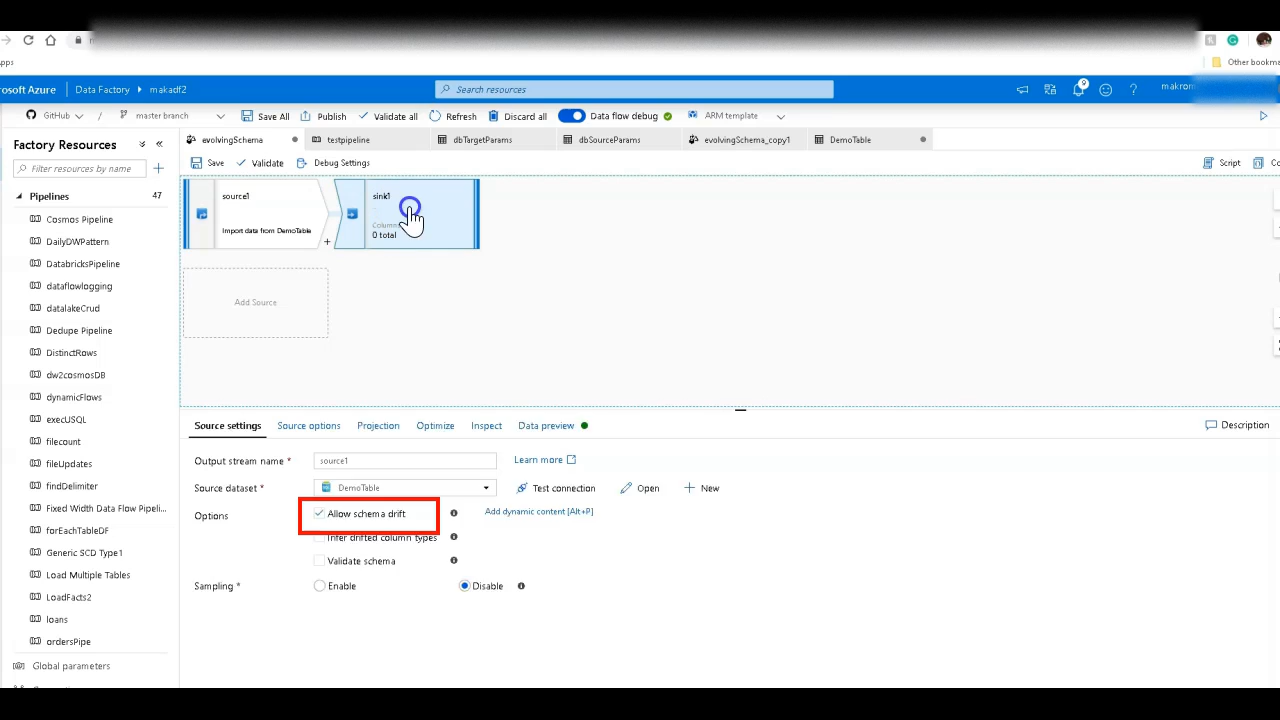 pps
Other bookma
rosoft Azure
Data Factory
makadf2
Search resources
9
makron
GitHub
master branch
Save All
Publish
Validate all
Refresh
Discard all
Data flow debug
ARM template
Factory Resources
evolvingSchema
testpipeline
dbTargetParams
dbSourceParams
evolvingSchema_copy1
DemoTable
Filter resources by name
Save
Validate
Debug Settings
Script
Co
Pipelines
47
Cosmos Pipeline
DailyDWPattern
DatabricksPipeline
dataflowlogging
datalakeCrud
Dedupe Pipeline
DistinctRows
dw2cosmosDB
dynamicFlows
execUSQL
filecount
fileUpdates
findDelimiter
Fixed Width Data Flow Pipeli...
forEachTableDF
Generic SCD Type1
Load Multiple Tables
LoadFacts2
loans
ordersPipe
Global parameters
source1
Import data from DemoTable
sink1
Column
0 total
Add Source
Source settings
Source options
Projection
Optimize
Inspect
Data preview
Description
Output stream name *
source1
Learn more
Source dataset *
DemoTable
Test connection
Open
New
Options
Allow schema drift
Add dynamic content [Alt+P]
Infer drifted column types
Validate schema
Sampling *
Enable
Disable